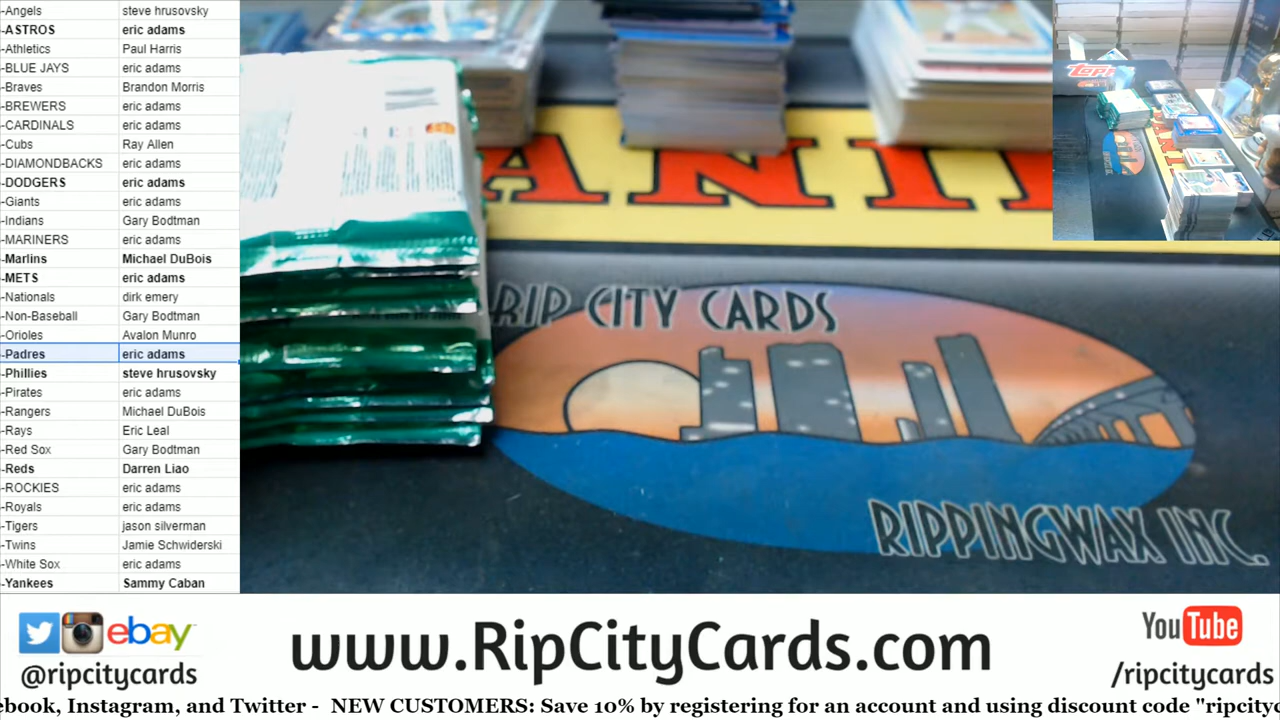 -Angels steve hrusovsky
-ASTROS eric adams
-Athletics Paul Harris
-BLUE JAYS eric adams
-Braves Brandon Morris
-BREWERS eric adams
-CARDINALS eric adams
-Cubs Ray Allen
-DIAMONDBACKS eric adams
-DODGERS eric adams
-Giants eric adams
-Indians Gary Bodtman
-MARINERS eric adams
-Marlins Michael DuBois
-METS eric adams
-Nationals dirk emery
-Non-Baseball Gary Bodtman
-Orioles Avalon Munro
-Padres eric adams
-Phillies steve hrusovsky
-Pirates eric adams
-Rangers Michael DuBois
-Rays Eric Leal
-Red Sox Gary Bodtman
-Reds Darren Liao
-ROCKIES eric adams
-Royals eric adams
-Tigers jason silverman
-Twins Jamie Schwiderski
-White Sox eric adams
-Yankees Sammy Caban
ANINI
RIP CITY CARDS
RIPPINGWAX INC.
ebay
@ripcitycards
www.RipCityCards.com
YouTube
/ripcitycards
ebook, Instagram, and Twitter - NEW CUSTOMERS: Save 10% by registering for an account and using discount code "ripcityc